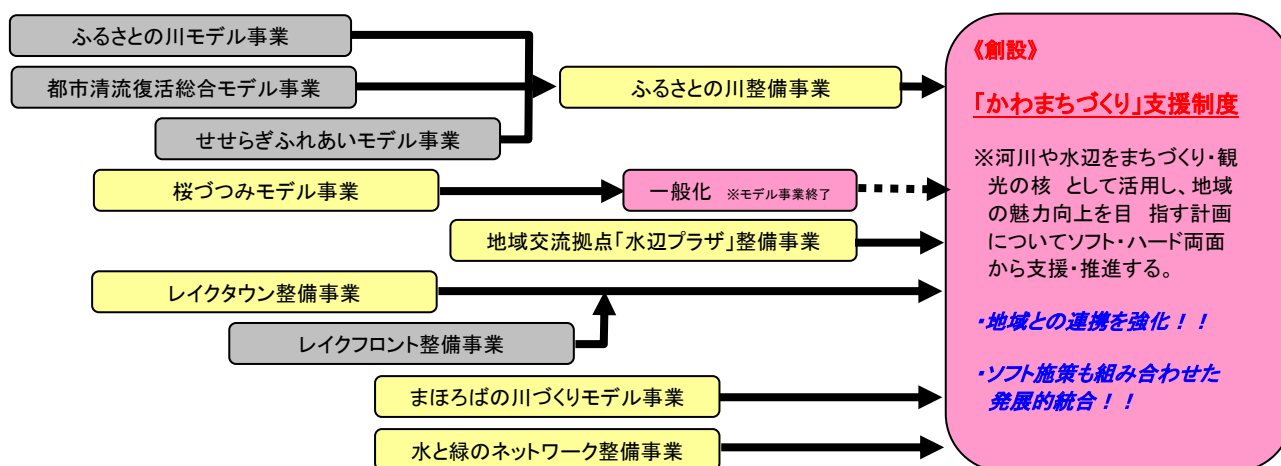 ふるさとの川モデル事業
都市清流復活総合モデル事業
せせらぎふれあいモデル事業
ふるさとの川整備事業
桜づつみモデル事業
一般化 ※モデル事業終了
地域交流拠点「水辺プラザ」整備事業
レイクタウン整備事業
レイクフロント整備事業
まほろばの川づくりモデル事業
水と緑のネットワーク整備事業
《創設》
「かわまちづくり」支援制度
※河川や水辺をまちづくり・観
光の核 として活用し、地域
の魅力向上を目 指す計画
についてソフト・ハード両面
から支援・推進する。
・地域との連携を強化！！
・ソフト施策も組み合わせた
発展的統合！！